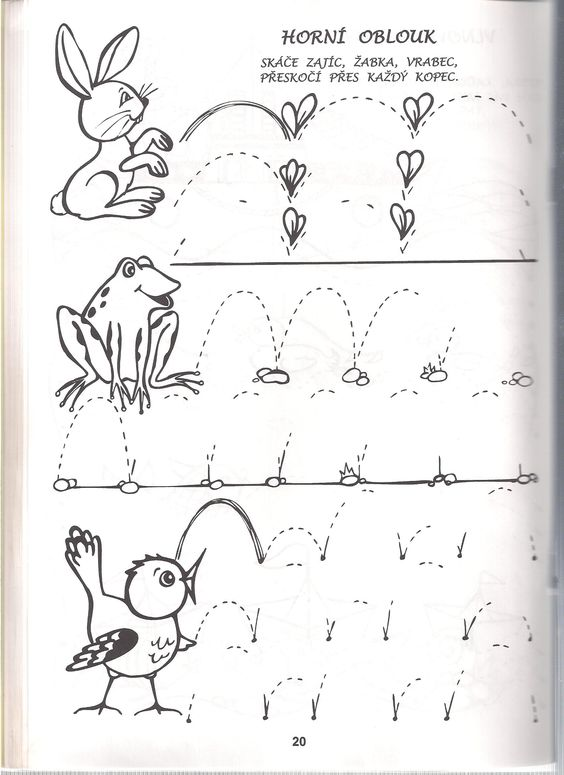 HORNÍ OBLOUK
SKÁČE ZAJÍC, ŽABKA, VRABEC,
PŘESKOČÍ PŘES KAŽDÝ KOPEC.
20